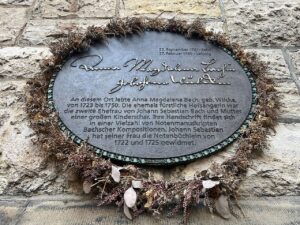 An diesem Ort lebte Anna Magdalena Bach, geb. Wilcke,
von 1723 bis 1750. Die ehemals fürstliche
die zweite Ehefrau von Johann Sebastian Bach und Mutter
einer großen Kinderschar. Ihre Handschrift findet sich
in einer Vielzahl von Notenmanuskripten
Bachscher Kompositionen. Johann Sebastian
hat seiner Frau die Notenbüchlein von
1722 und 1725 gewidmet.